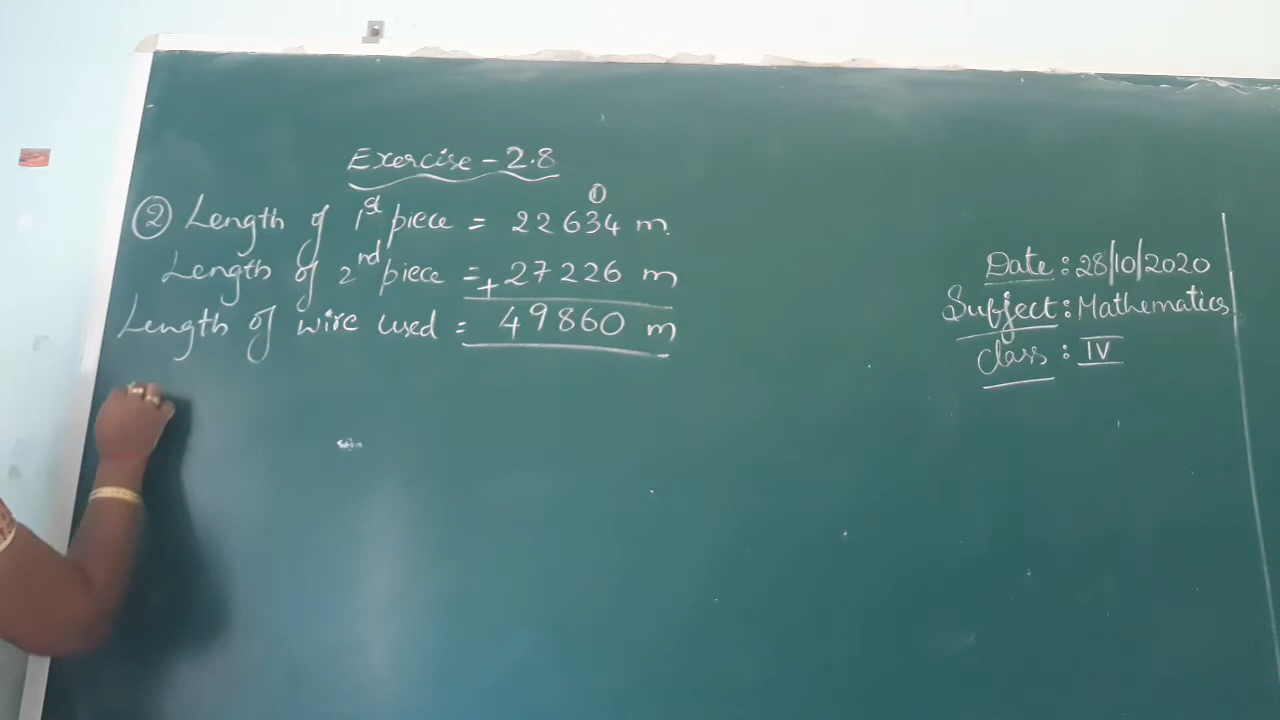 Exercise - 2.8
1
② Length of 1st piece = 22634 m.
Length of 2nd piece = + 27226 m
Length of wire used = 49860 m
Date : 28/10/2020
Subject : Mathematics
Class : IV